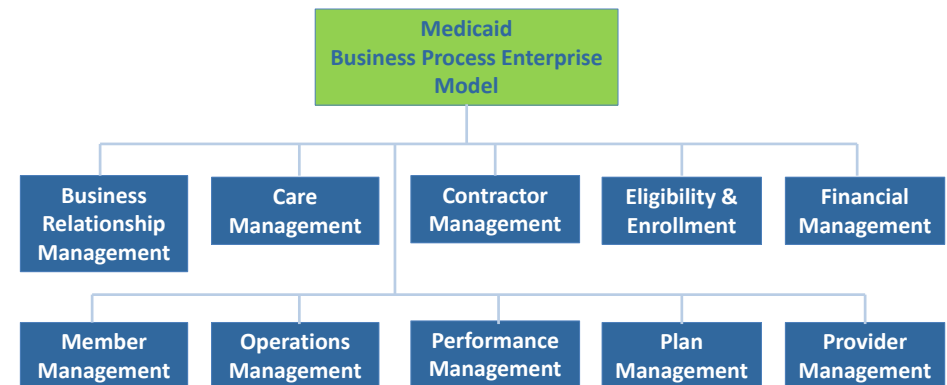 Medicaid
Business Process Enterprise
Model
Business
Relationship
Management
Care
Management
Contractor
Management
Eligibility &
Enrollment
Financial
Management
Member
Management
Operations
Management
Performance
Management
Plan
Management
Provider
Management